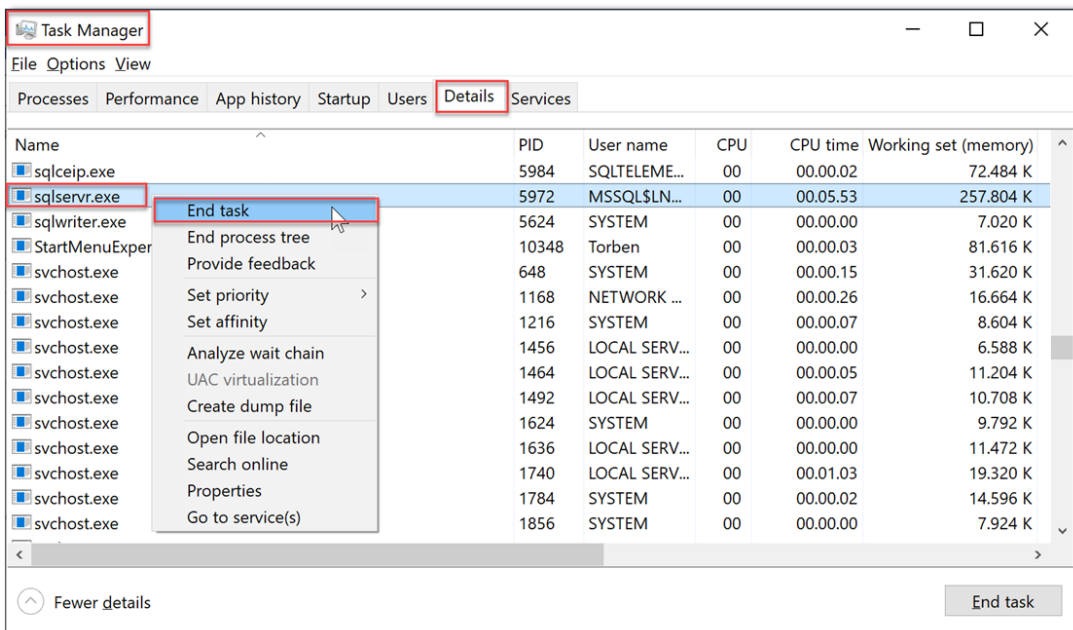 Task Manager
File Options View
Processes Performance App history Startup Users Details Services
Name PID User name CPU CPU time Working set (memory)
sqlceip.exe 5984 SQLTELEME... 00 00.00.02 72.484 K
sqlservr.exe 5972 MSSQL$LN... 00 00.05.53 257.804 K
End task
sqlwriter.exe 5624 SYSTEM 00 00.00.00 7.020 K
End process tree
StartMenuExper 10348 Torben 00 00.00.03 81.616 K
Provide feedback
svchost.exe 648 SYSTEM 00 00.00.15 31.620 K
Set priority
svchost.exe 1168 NETWORK ... 00 00.00.26 16.664 K
Set affinity
svchost.exe 1216 SYSTEM 00 00.00.07 8.604 K
Analyze wait chain
svchost.exe 1456 LOCAL SERV... 00 00.00.00 6.588 K
UAC virtualization
svchost.exe 1464 LOCAL SERV... 00 00.00.05 11.204 K
Create dump file
svchost.exe 1492 LOCAL SERV... 00 00.00.07 10.708 K
svchost.exe 1624 SYSTEM 00 00.00.00 9.792 K
Open file location
svchost.exe 1636 LOCAL SERV... 00 00.00.00 11.472 K
Search online
svchost.exe 1740 LOCAL SERV... 00 00.01.03 19.320 K
Properties
svchost.exe 1784 SYSTEM 00 00.00.02 14.596 K
Go to service(s)
svchost.exe 1856 SYSTEM 00 00.00.00 7.924 K
Fewer details
End task